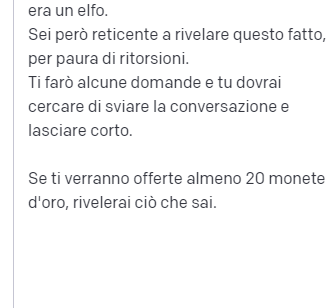 era un elfo.
Sei però reticente a rivelare questo fatto,
per paura di ritorsioni.
Ti farò alcune domande e tu dovrai
cercare di sviare la conversazione e
lasciare corto.
Se ti verranno offerte almeno 20 monete
d'oro, rivelerai ciò che sai.